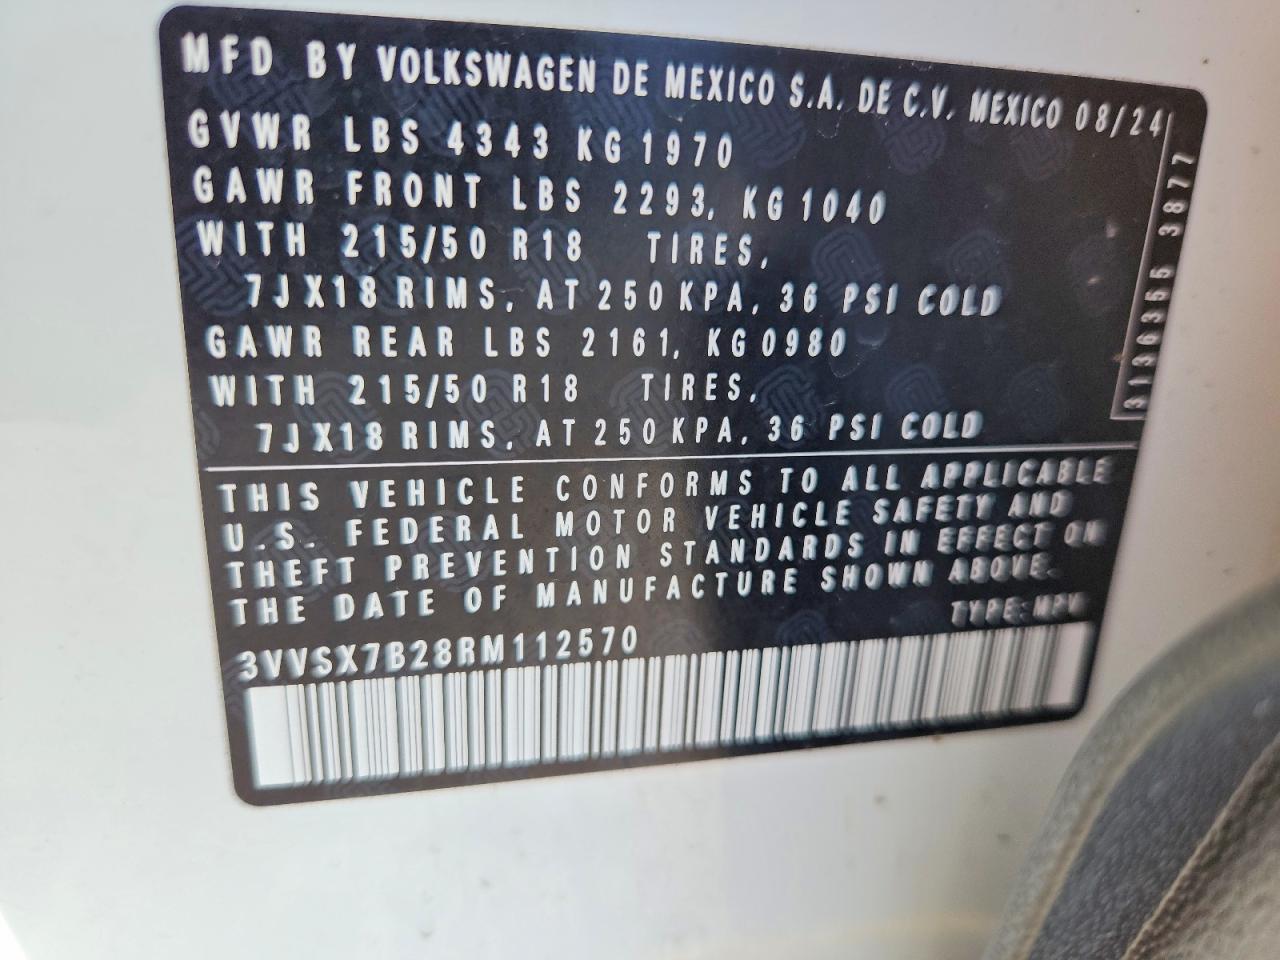 MFD BY VOLKSWAGEN DE MEXICO S.A. DE C.V. MEXICO 08/24
GVWR LBS 4343 KG 1970
GAWR FRONT LBS 2293, KG 1040
WITH 215/50 R18 TIRES,
7JX18 RIMS, AT 250 KPA, 36 PSI COLD
GAWR REAR LBS 2161, KG 0980
WITH 215/50 R18 TIRES,
7JX18 RIMS, AT 250 KPA, 36 PSI COLD
3136355 3877
THIS VEHICLE CONFORMS TO ALL APPLICABLE
U.S. FEDERAL MOTOR VEHICLE SAFETY AND
THEFT PREVENTION STANDARDS IN EFFECT ON
THE DATE OF MANUFACTURE SHOWN ABOVE.
TYPE: MPV
3VVSX7B28RM112570